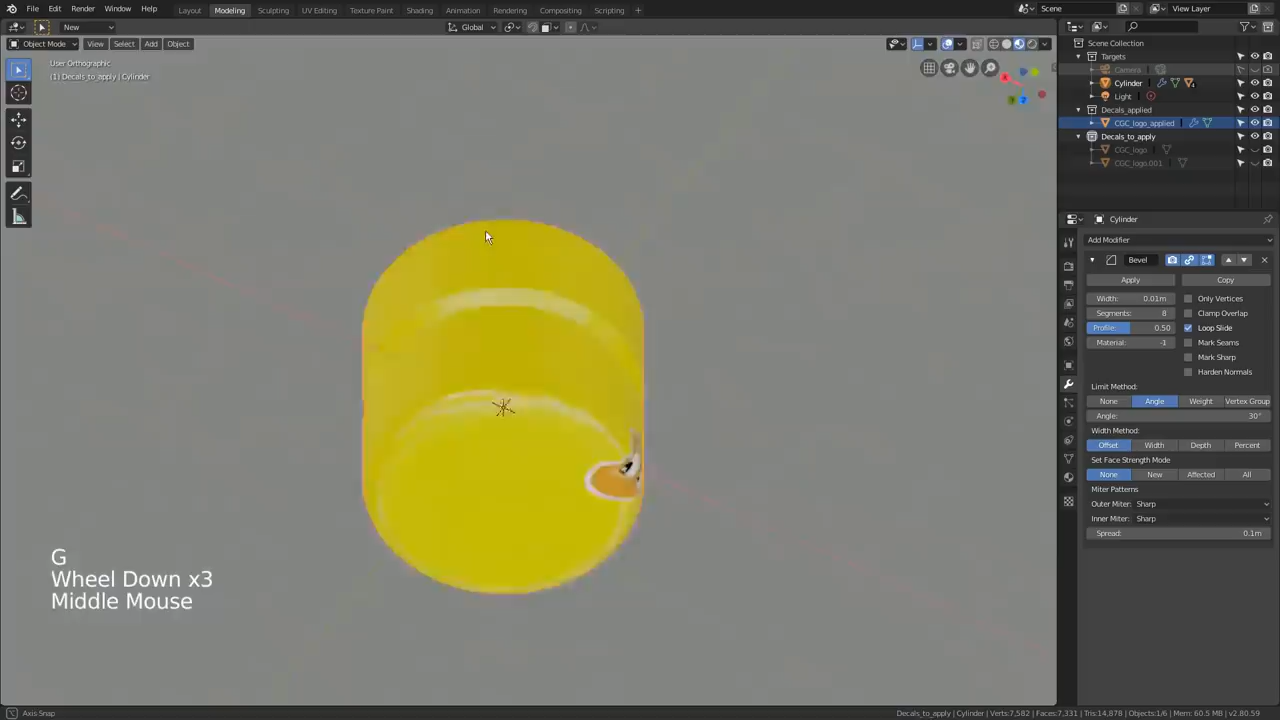 File Edit Render Window Help Layout Modeling Sculpting UV Editing Texture Paint Shading Animation Rendering Compositing Scripting + Scene View Layer
New Global
Object Mode View Select Add Object
User Orthographic
(1) Decals_to_apply | Cylinder
Scene Collection
Targets
Camera
Cylinder
Light
Decals_applied
CGC_logo_applied
Decals_to_apply
CGC_logo
CGC_logo.001
Cylinder
Add Modifier
Bevel
Apply Copy
Width: 0.01m Only Vertices
Segments: 8 Clamp Overlap
Profile: 0.50 Loop Slide
Material: -1 Mark Seams
Mark Sharp
Harden Normals
Limit Method:
None Angle Weight Vertex Group
Angle: 30°
Width Method:
Offset Width Depth Percent
Set Face Strength Mode
None New Affected All
Miter Patterns
Outer Miter: Sharp
Inner Miter: Sharp
Spread: 0.1m
G
Wheel Down x3
Middle Mouse
Axis Snap
Decals_to_apply | Cylinder | Verts:7,582 | Faces:7,331 | Tris:14,878 | Objects:1/6 | Mem: 60.5 MB | v2.80.59